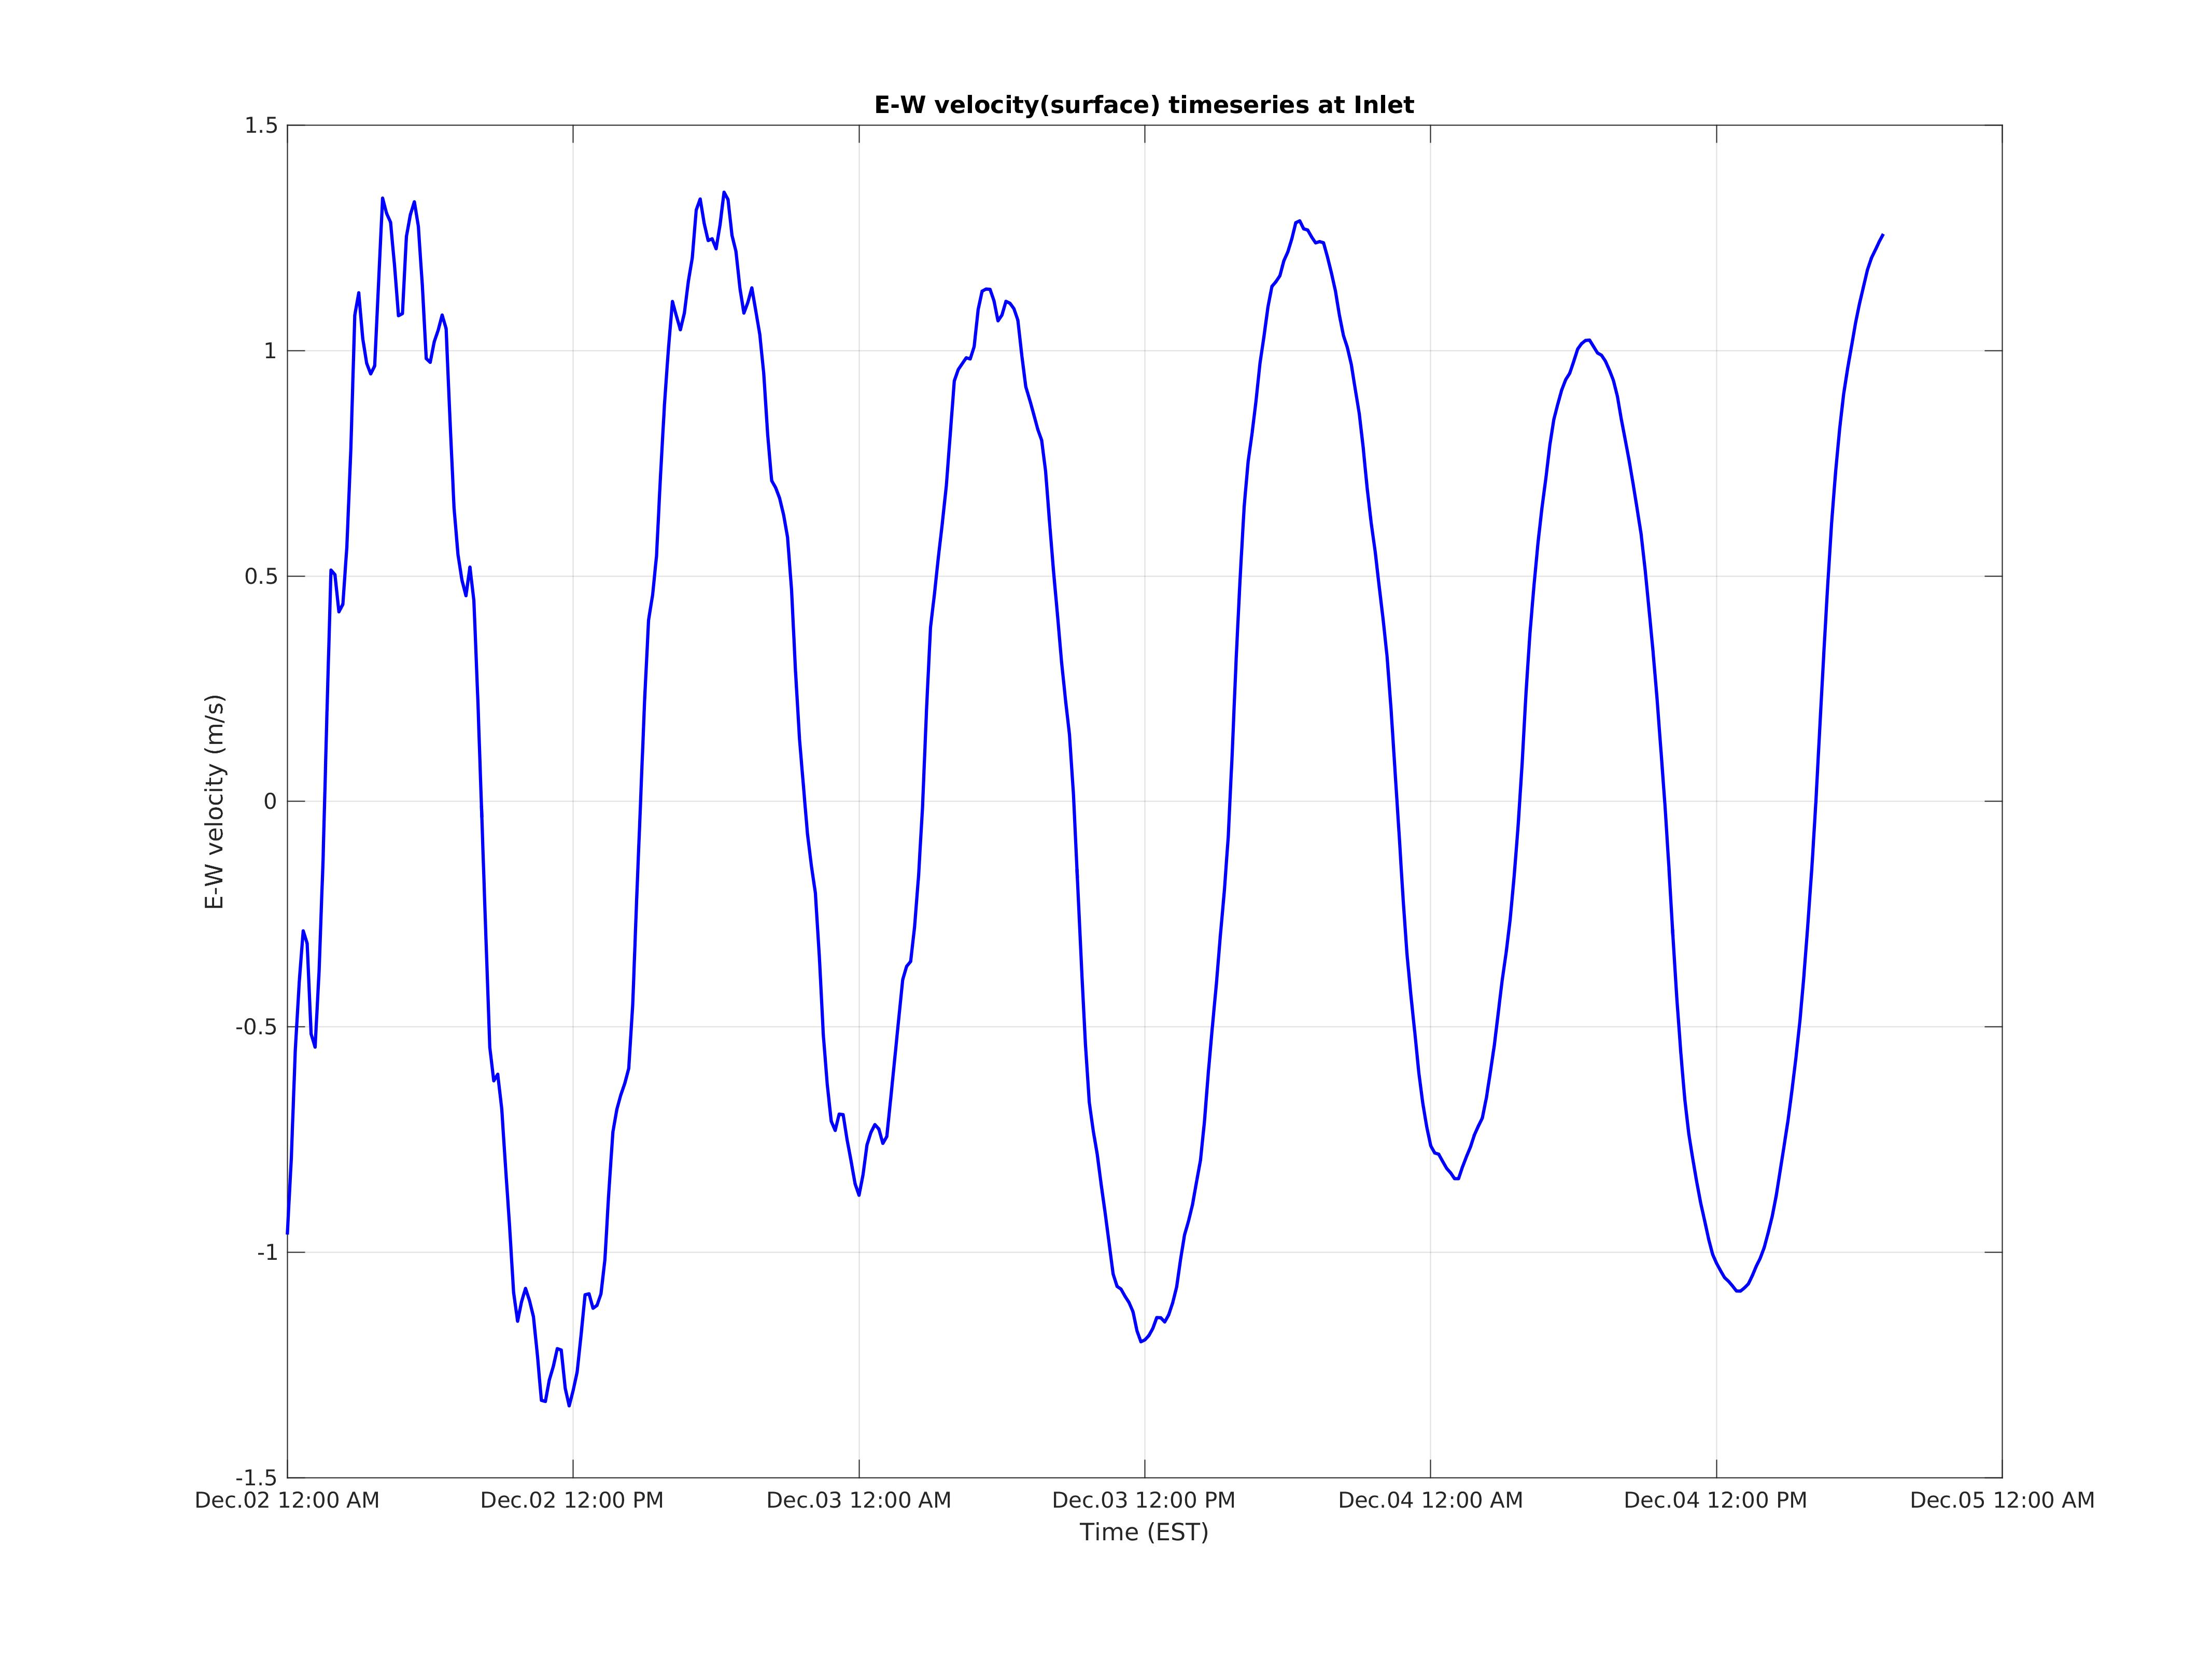 E-W velocity(surface) timeseries at Inlet
1.5
1
0.5
0
-0.5
-1
-1.5
E-W velocity (m/s)
Dec.02 12:00 AM Dec.02 12:00 PM Dec.03 12:00 AM Dec.03 12:00 PM Dec.04 12:00 AM Dec.04 12:00 PM Dec.05 12:00 AM
Time (EST)